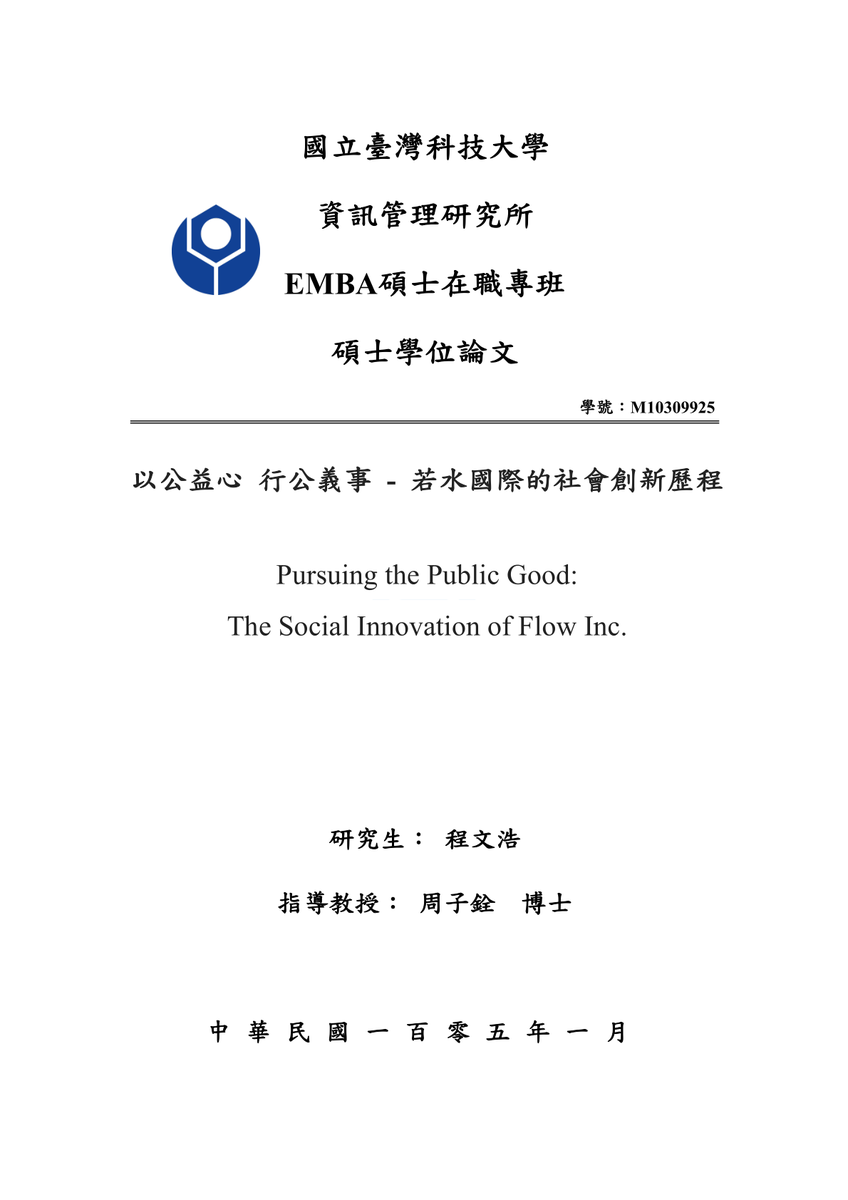 國立臺灣科技大學
資訊管理研究所
EMBA碩士在職專班
碩士學位論文
學號：M10309925
以公益心 行公義事 - 若水國際的社會創新歷程
Pursuing the Public Good:
The Social Innovation of Flow Inc.
研究生： 程文浩
指導教授： 周子銓 博士
中 華 民 國 一 百 零 五 年 一 月